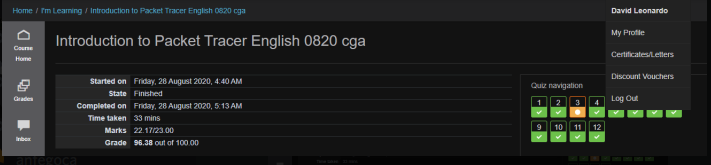 Home / I'm Learning / Introduction to Packet Tracer English 0820 cga
David Leonardo
My Profile
Certificates/Letters
Discount Vouchers
Log Out
Course
Home
Grades
Inbox
Introduction to Packet Tracer English 0820 cga
Started on Friday, 28 August 2020, 4:40 AM
State Finished
Completed on Friday, 28 August 2020, 5:13 AM
Time taken 33 mins
Marks 22.17/23.00
Grade 96.38 out of 100.00
Quiz navigation
1 2 3 4
9 10 11 12